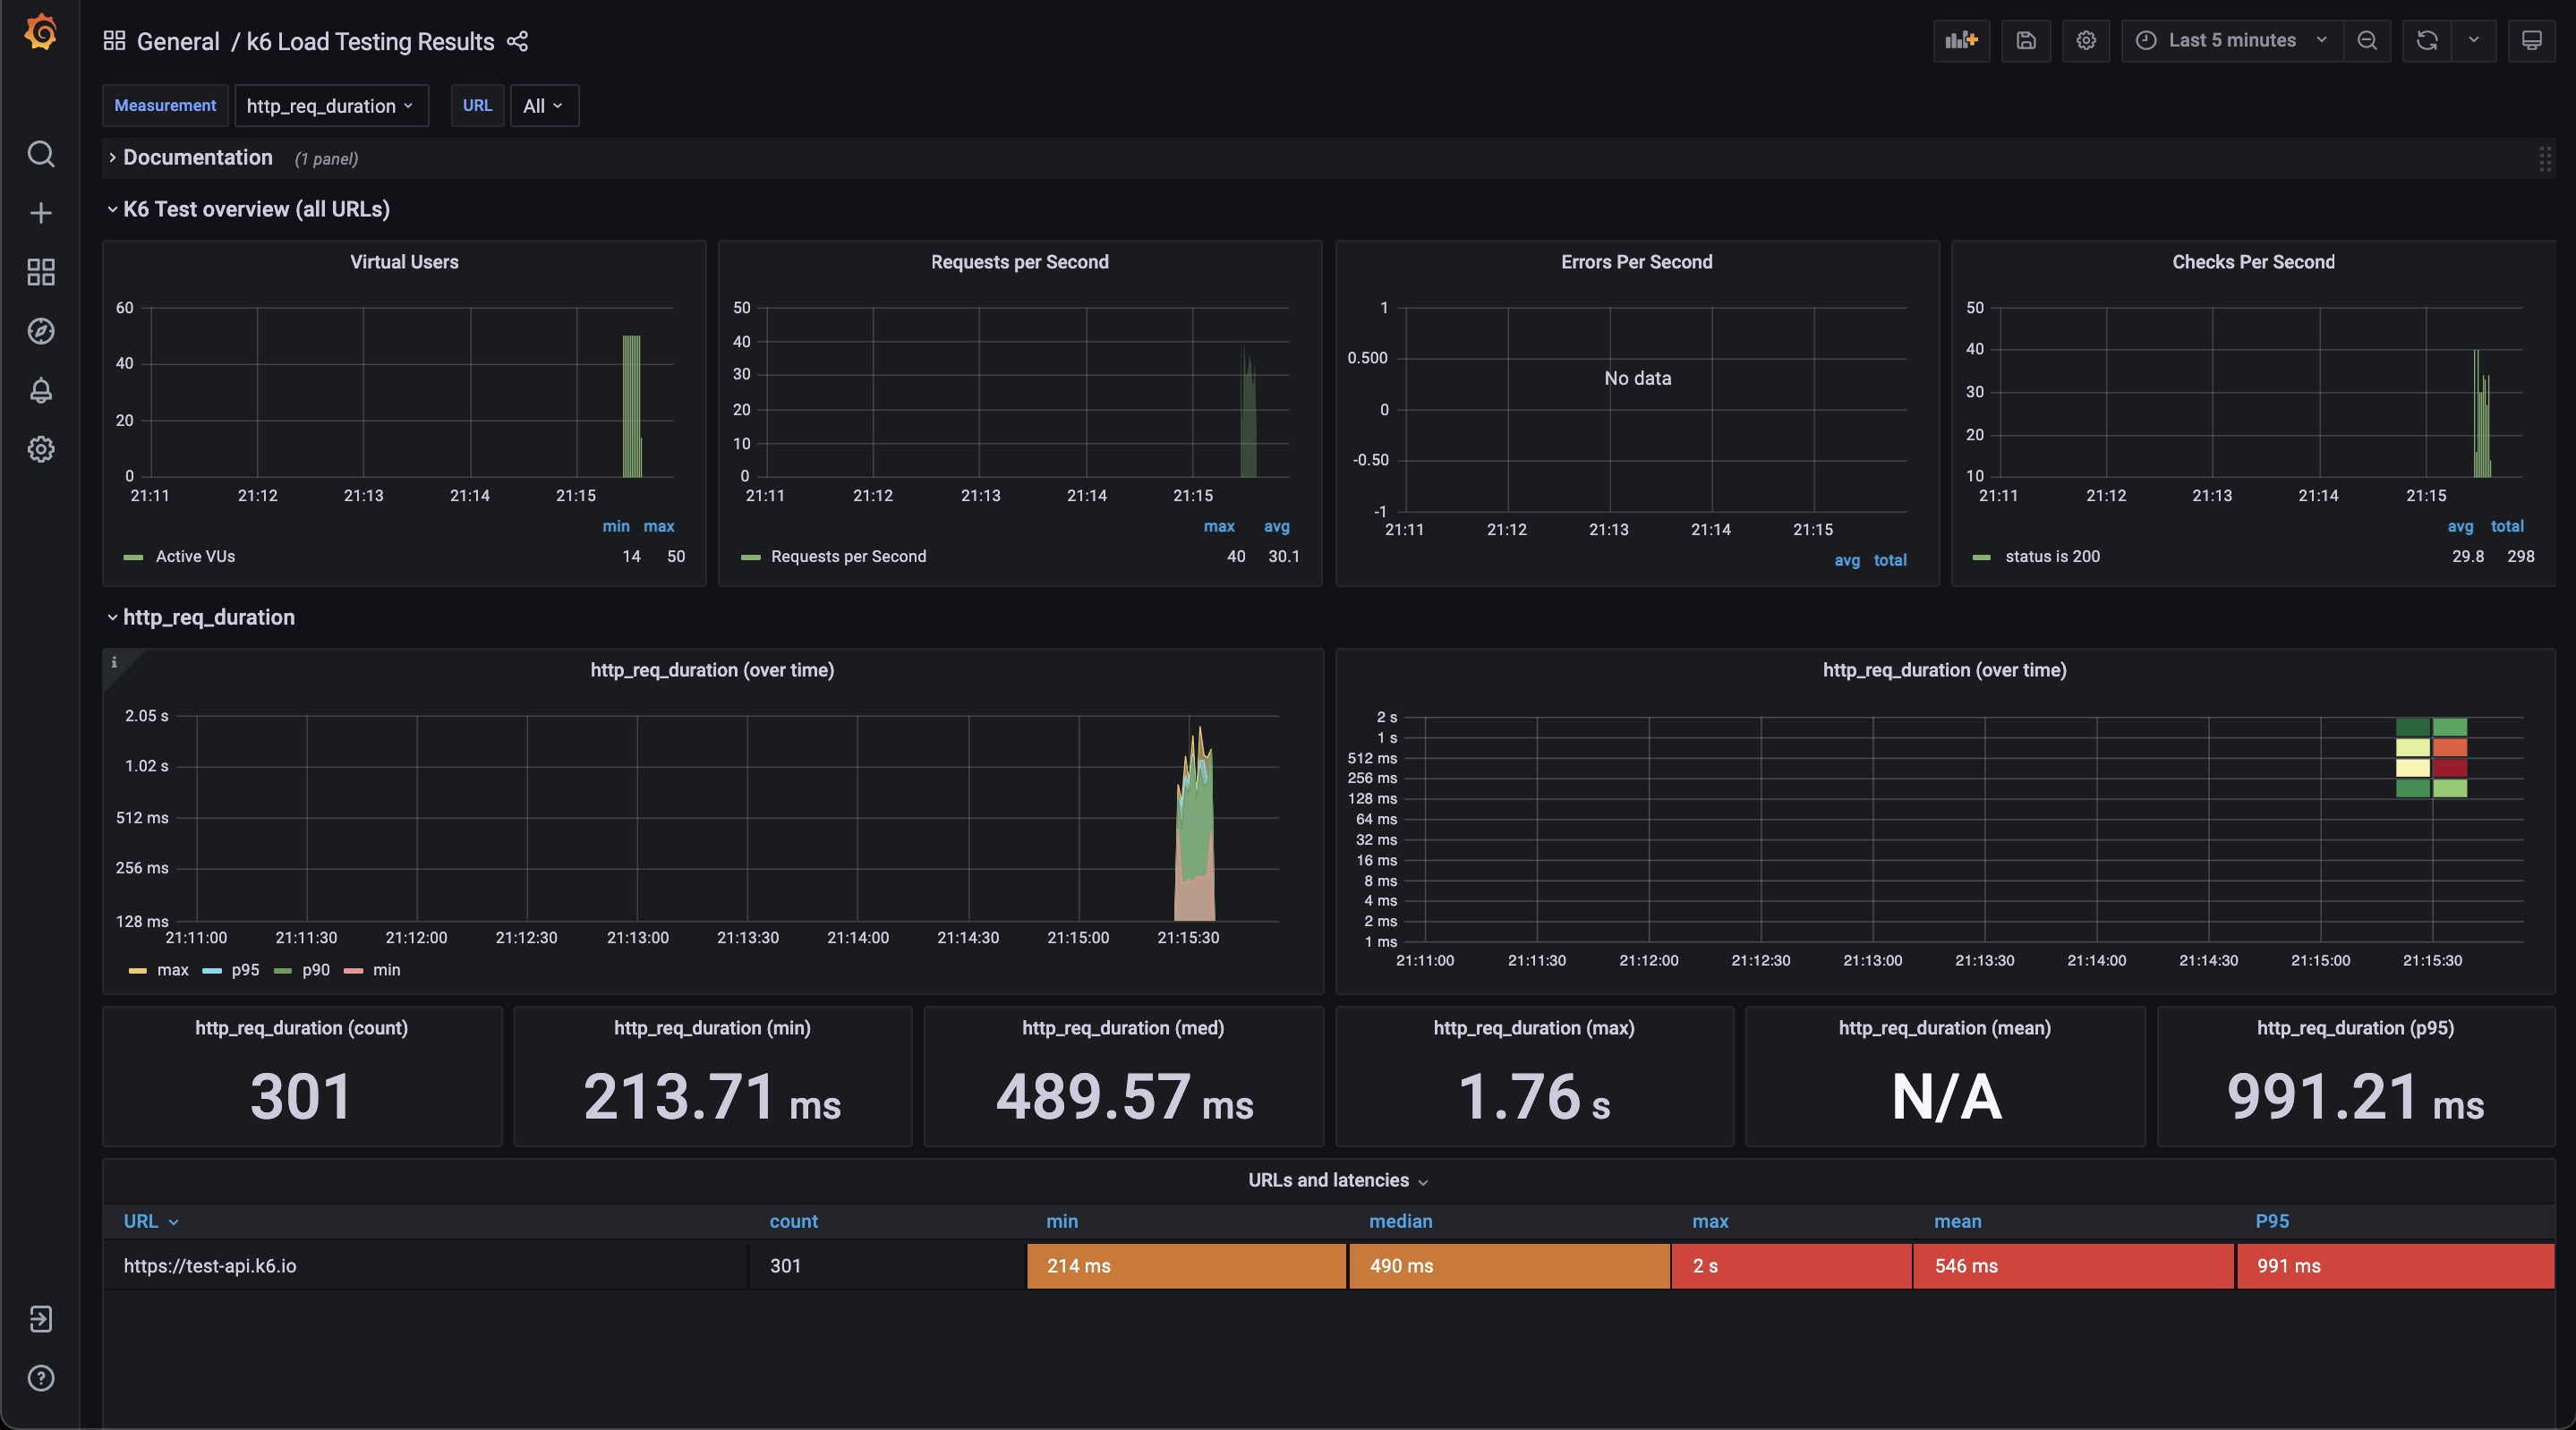 General / k6 Load Testing Results
Last 5 minutes
Measurement http_req_duration URL All
Documentation (1 panel)
K6 Test overview (all URLs)
Virtual Users
60
40
20
0
21:11 21:12 21:13 21:14 21:15
min max
Active VUs 14 50
Requests per Second
50
40
30
20
10
0
21:11 21:12 21:13 21:14 21:15
max avg
Requests per Second 40 30.1
Errors Per Second
1
0.500
0
-0.50
-1
No data
21:11 21:12 21:13 21:14 21:15
avg total
Checks Per Second
50
40
30
20
10
21:11 21:12 21:13 21:14 21:15
avg total
status is 200 29.8 298
http_req_duration
i
http_req_duration (over time)
2.05 s
1.02 s
512 ms
256 ms
128 ms
21:11:00 21:11:30 21:12:00 21:12:30 21:13:00 21:13:30 21:14:00 21:14:30 21:15:00 21:15:30
max p95 p90 min
http_req_duration (over time)
2 s
1 s
512 ms
256 ms
128 ms
64 ms
32 ms
16 ms
8 ms
4 ms
2 ms
1 ms
21:11:00 21:11:30 21:12:00 21:12:30 21:13:00 21:13:30 21:14:00 21:14:30 21:15:00 21:15:30
http_req_duration (count)
301
http_req_duration (min)
213.71 ms
http_req_duration (med)
489.57 ms
http_req_duration (max)
1.76 s
http_req_duration (mean)
N/A
http_req_duration (p95)
991.21 ms
URLs and latencies
URL count min median max mean P95
https://test-api.k6.io 301 214 ms 490 ms 2 s 546 ms 991 ms